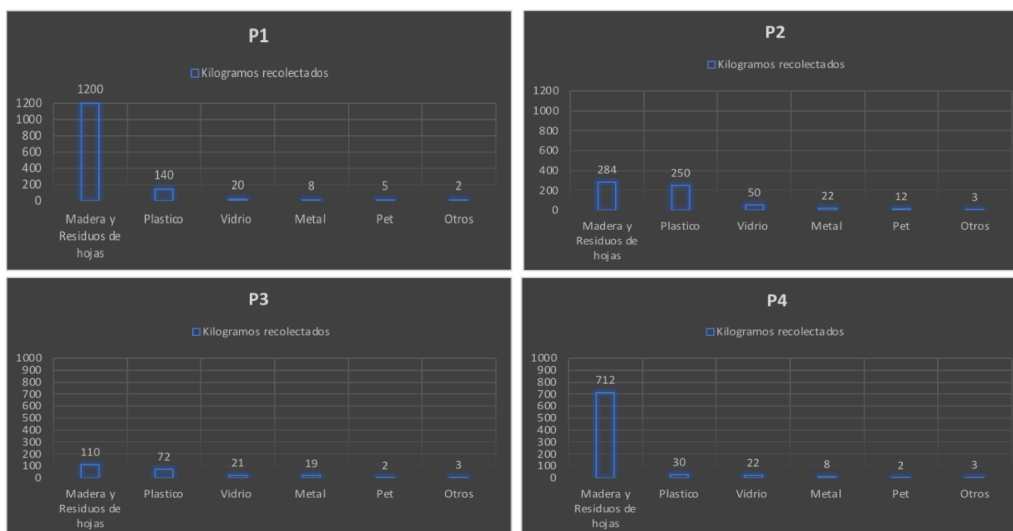 P1
Kilogramos recolectados
1200
1200
1000
800
600
400
200
0
140
20
8
5
2
Madera y
Residuos de
hojas
Plastico
Vidrio
Metal
Pet
Otros
P2
Kilogramos recolectados
1200
1000
800
600
400
200
0
284
250
50
22
12
3
Madera y
Residuos de
hojas
Plastico
Vidrio
Metal
Pet
Otros
P3
Kilogramos recolectados
1000
900
800
700
600
500
400
300
200
100
0
110
72
21
19
2
3
Madera y
Residuos de
hojas
Plastico
Vidrio
Metal
Pet
Otros
P4
Kilogramos recolectados
1000
900
800
700
600
500
400
300
200
100
0
712
30
22
8
2
3
Madera y
Residuos de
hojas
Plastico
Vidrio
Metal
Pet
Otros